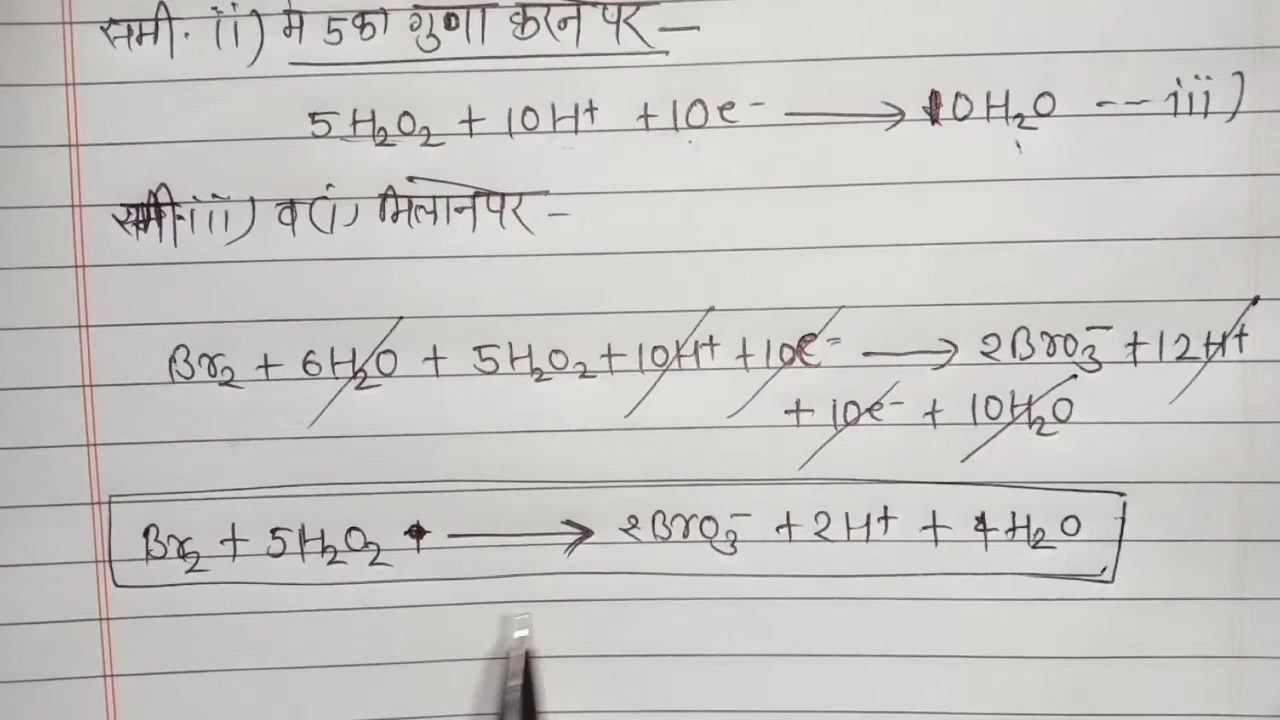 समी. ii) में 5 का गुणा करने पर —
5H₂O₂ + 10H⁺ + 10e⁻ ⟶ 10H₂O -- iii)
समी. iii) व (i) मिलाने पर –
Br₂ + 6H₂O + 5H₂O₂ + 10H⁺ + 10e⁻ ⟶ 2BrO₃⁻ + 12H⁺
+ 10e⁻ + 10H₂O
Br₂ + 5H₂O₂ ⟶ 2BrO₃⁻ + 2H⁺ + 4H₂O